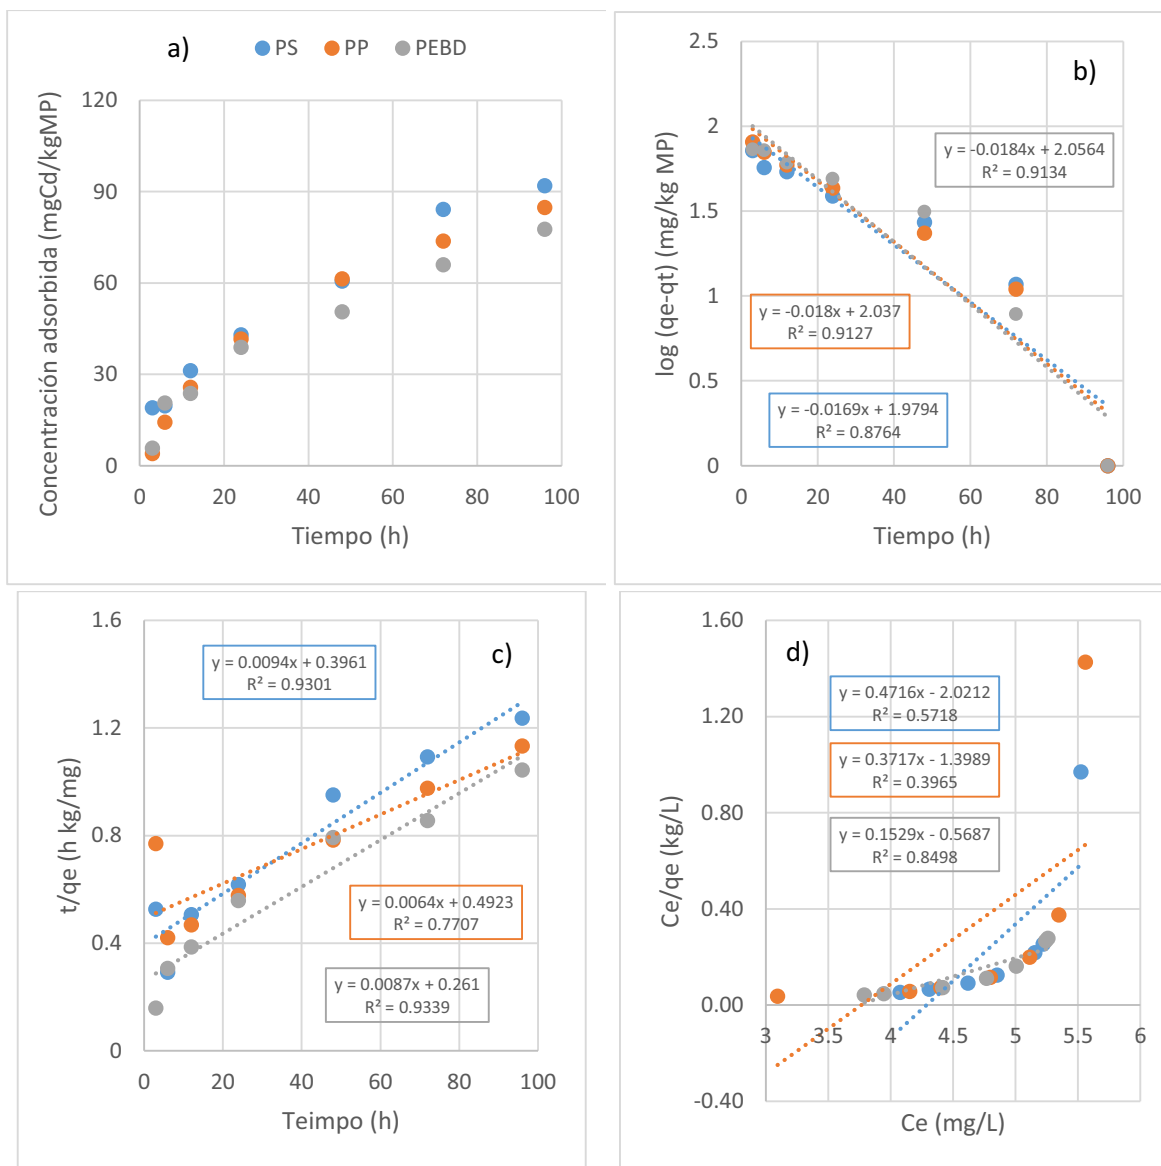 a)
PS PP PEBD
Concentración adsorbida (mgCd/kgMP)
120
90
60
30
0
0 20 40 60 80 100
Tiempo (h)
b)
log (qe-qt) (mg/kg MP)
2.5
2
1.5
1
0.5
0
y = -0.0184x + 2.0564
R² = 0.9134
y = -0.018x + 2.037
R² = 0.9127
y = -0.0169x + 1.9794
R² = 0.8764
0 20 40 60 80 100
Tiempo (h)
c)
t/qe (h kg/mg)
1.6
1.2
0.8
0.4
0
y = 0.0094x + 0.3961
R² = 0.9301
y = 0.0064x + 0.4923
R² = 0.7707
y = 0.0087x + 0.261
R² = 0.9339
0 20 40 60 80 100
Teimpo (h)
d)
Ce/qe (kg/L)
1.60
1.20
0.80
0.40
0.00
-0.40
y = 0.4716x - 2.0212
R² = 0.5718
y = 0.3717x - 1.3989
R² = 0.3965
y = 0.1529x - 0.5687
R² = 0.8498
3 3.5 4 4.5 5 5.5 6
Ce (mg/L)